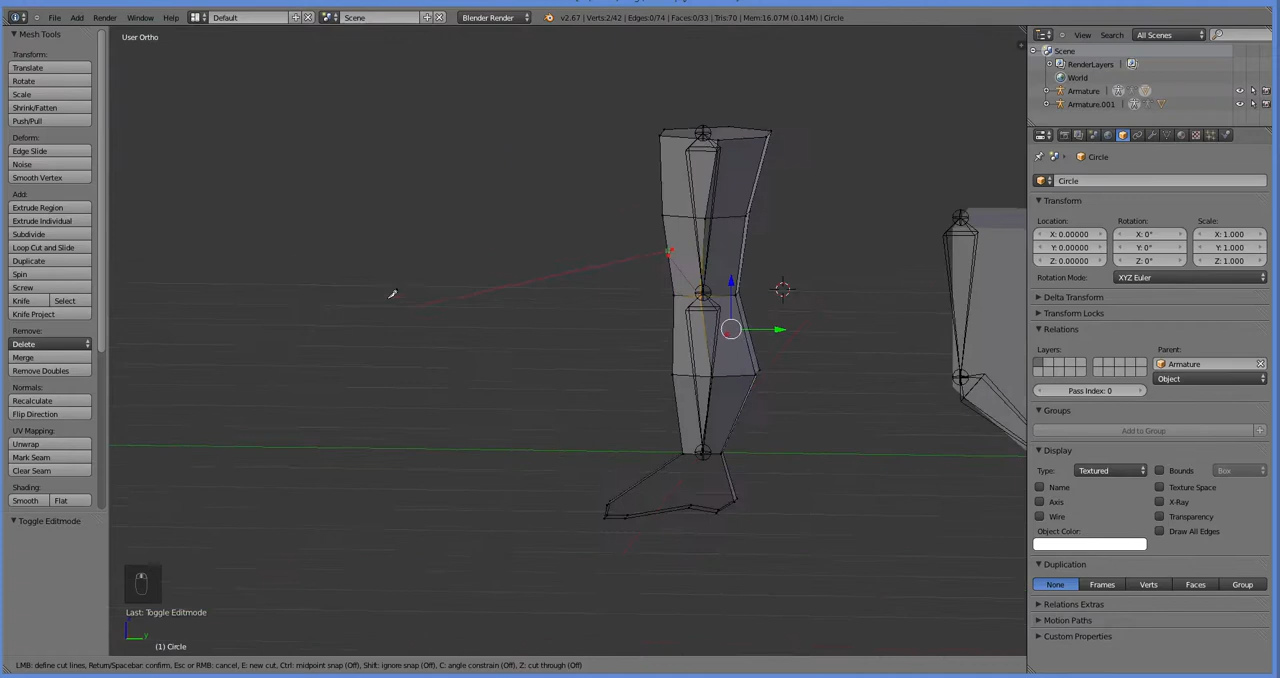 File Add Render Window Help Default Scene Blender Render v2.67 | Verts:2/42 | Edges:0/74 | Faces:0/33 | Tris:70 | Mem:16.07M (0.14M) | Circle
Mesh Tools
Transform:
Translate
Rotate
Scale
Shrink/Fatten
Push/Pull
Deform:
Edge Slide
Noise
Smooth Vertex
Add:
Extrude Region
Extrude Individual
Subdivide
Loop Cut and Slide
Duplicate
Spin
Screw
Knife Select
Knife Project
Remove:
Delete
Merge
Remove Doubles
Normals:
Recalculate
Flip Direction
UV Mapping:
Unwrap
Mark Seam
Clear Seam
Shading:
Smooth Flat
Toggle Editmode
User Ortho
Last: Toggle Editmode
z
y
(1) Circle
LMB: define cut lines, Return/Spacebar: confirm, Esc or RMB: cancel, E: new cut, Ctrl: midpoint snap (Off), Shift: ignore snap (Off), C: angle constrain (Off), Z: cut through (Off)
View Search All Scenes
Scene
RenderLayers
World
Armature
Armature.001
Circle
Circle
Transform
Location: Rotation: Scale:
X: 0.00000 X: 0° X: 1.000
Y: 0.00000 Y: 0° Y: 1.000
Z: 0.00000 Z: 0° Z: 1.000
Rotation Mode: XYZ Euler
Delta Transform
Transform Locks
Relations
Layers: Parent:
Armature
Object
Pass Index: 0
Groups
Add to Group
Display
Type: Textured Bounds Box
Name Texture Space
Axis X-Ray
Wire Transparency
Object Color: Draw All Edges
Duplication
None Frames Verts Faces Group
Relations Extras
Motion Paths
Custom Properties